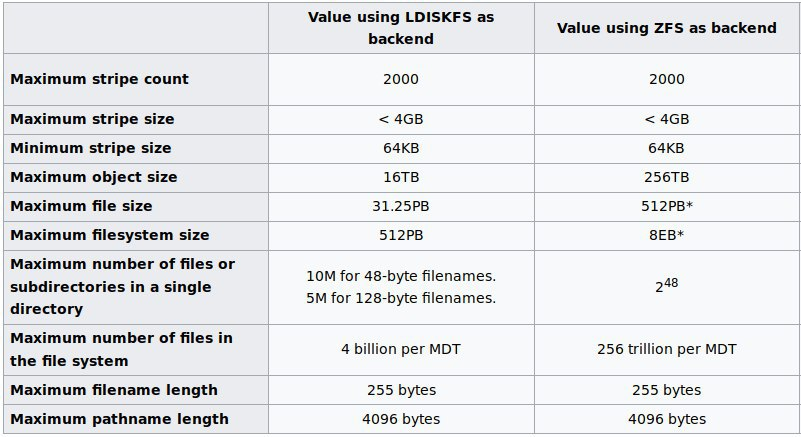 Value using LDISKFS as
backend
Value using ZFS as backend
Maximum stripe count
2000
2000
Maximum stripe size
< 4GB
< 4GB
Minimum stripe size
64KB
64KB
Maximum object size
16TB
256TB
Maximum file size
31.25PB
512PB*
Maximum filesystem size
512PB
8EB*
Maximum number of files or
subdirectories in a single
directory
10M for 48-byte filenames.
5M for 128-byte filenames.
2⁴⁸
Maximum number of files in
the file system
4 billion per MDT
256 trillion per MDT
Maximum filename length
255 bytes
255 bytes
Maximum pathname length
4096 bytes
4096 bytes